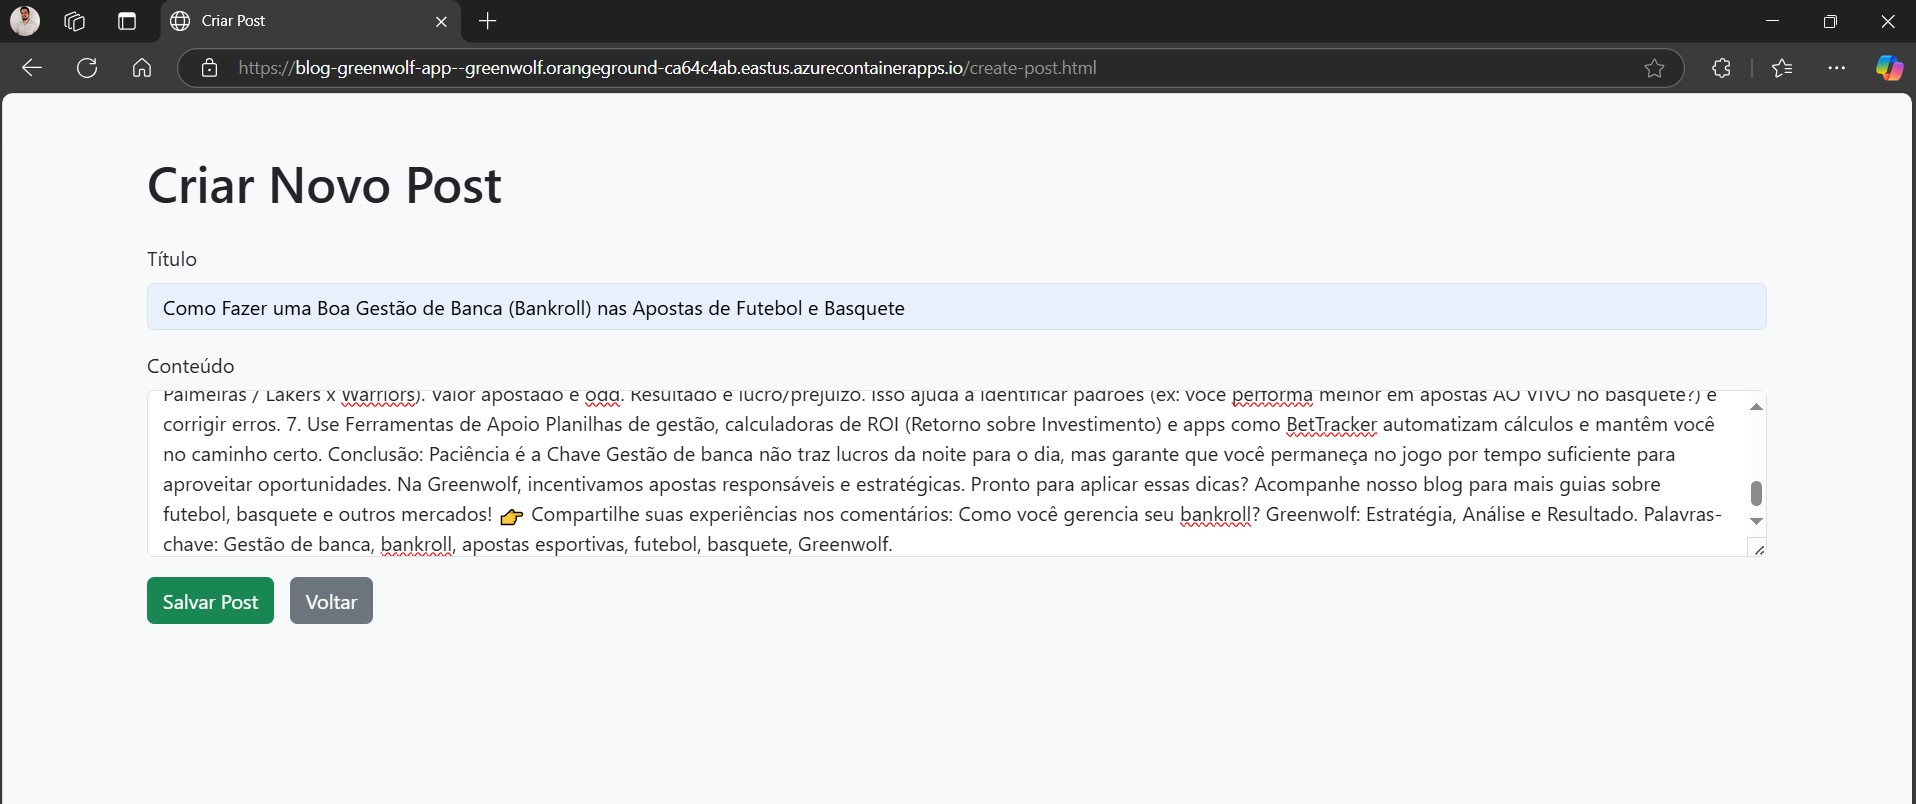 Criar Post
https://blog-greenwolf-app--greenwolf.orangeground-ca64c4ab.eastus.azurecontainerapps.io/create-post.html
Criar Novo Post
Título
Como Fazer uma Boa Gestão de Banca (Bankroll) nas Apostas de Futebol e Basquete
Conteúdo
Palmeiras / Lakers x Warriors). Valor apostado e odd. Resultado e lucro/prejuízo. Isso ajuda a identificar padrões (ex: você performa melhor em apostas AO VIVO no basquete?) e
corrigir erros. 7. Use Ferramentas de Apoio Planilhas de gestão, calculadoras de ROI (Retorno sobre Investimento) e apps como BetTracker automatizam cálculos e mantêm você
no caminho certo. Conclusão: Paciência é a Chave Gestão de banca não traz lucros da noite para o dia, mas garante que você permaneça no jogo por tempo suficiente para
aproveitar oportunidades. Na Greenwolf, incentivamos apostas responsáveis e estratégicas. Pronto para aplicar essas dicas? Acompanhe nosso blog para mais guias sobre
futebol, basquete e outros mercados! 👉 Compartilhe suas experiências nos comentários: Como você gerencia seu bankroll? Greenwolf: Estratégia, Análise e Resultado. Palavras-
chave: Gestão de banca, bankroll, apostas esportivas, futebol, basquete, Greenwolf.
Salvar Post
Voltar